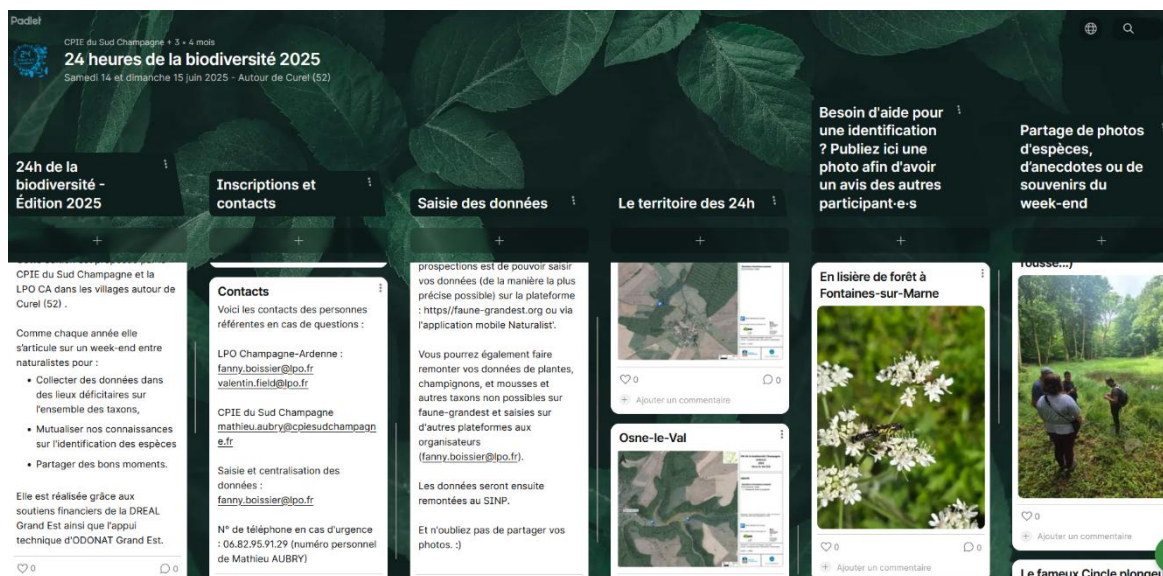 Padlet
CPIE du Sud Champagne + 3 • 4 mois
24 heures de la biodiversité 2025
Samedi 14 et dimanche 15 juin 2025 - Autour de Curel (52)
24h de la
biodiversité -
Édition 2025
CPIE du Sud Champagne et la
LPO CA dans les villages autour de
Curel (52) .
Comme chaque année elle
s'articule sur un week-end entre
naturalistes pour :
• Collecter des données dans
des lieux déficitaires sur
l'ensemble des taxons,
• Mutualiser nos connaissances
sur l'identification des espèces
• Partager des bons moments.
Elle est réalisée grâce aux
soutiens financiers de la DREAL
Grand Est ainsi que l'appui
technique d'ODONAT Grand Est.
0
0
Inscriptions et
contacts
Contacts
Voici les contacts des personnes
référentes en cas de questions :
LPO Champagne-Ardenne :
fanny.boissier@lpo.fr
valentin.field@lpo.fr
CPIE du Sud Champagne
mathieu.aubry@cpiesudchampagn
e.fr
Saisie et centralisation des
données :
fanny.boissier@lpo.fr
N° de téléphone en cas d'urgence
: 06.82.95.91.29 (numéro personnel
de Mathieu AUBRY)
Saisie des données
prospections est de pouvoir saisir
vos données (de la manière la plus
précise possible) sur la plateforme
: https//faune-grandest.org ou via
l'application mobile Naturalist'.
Vous pourrez également faire
remonter vos données de plantes,
champignons, et mousses et
autres taxons non possibles sur
faune-grandest et saisies sur
d'autres plateformes aux
organisateurs
(fanny.boissier@lpo.fr).
Les données seront ensuite
remontées au SINP.
Et n'oubliez pas de partager vos
photos. :)
Le territoire des 24h
0
0
Ajouter un commentaire
Osne-le-Val
Besoin d'aide pour
une identification
? Publiez ici une
photo afin d'avoir
un avis des autres
participant·e·s
En lisière de forêt à
Fontaines-sur-Marne
0
0
Ajouter un commentaire
Partage de photos
d'espèces,
d'anecdotes ou de
souvenirs du
week-end
rousse...)
0
Ajouter un commentaire
Le fameux Cincle plongeu